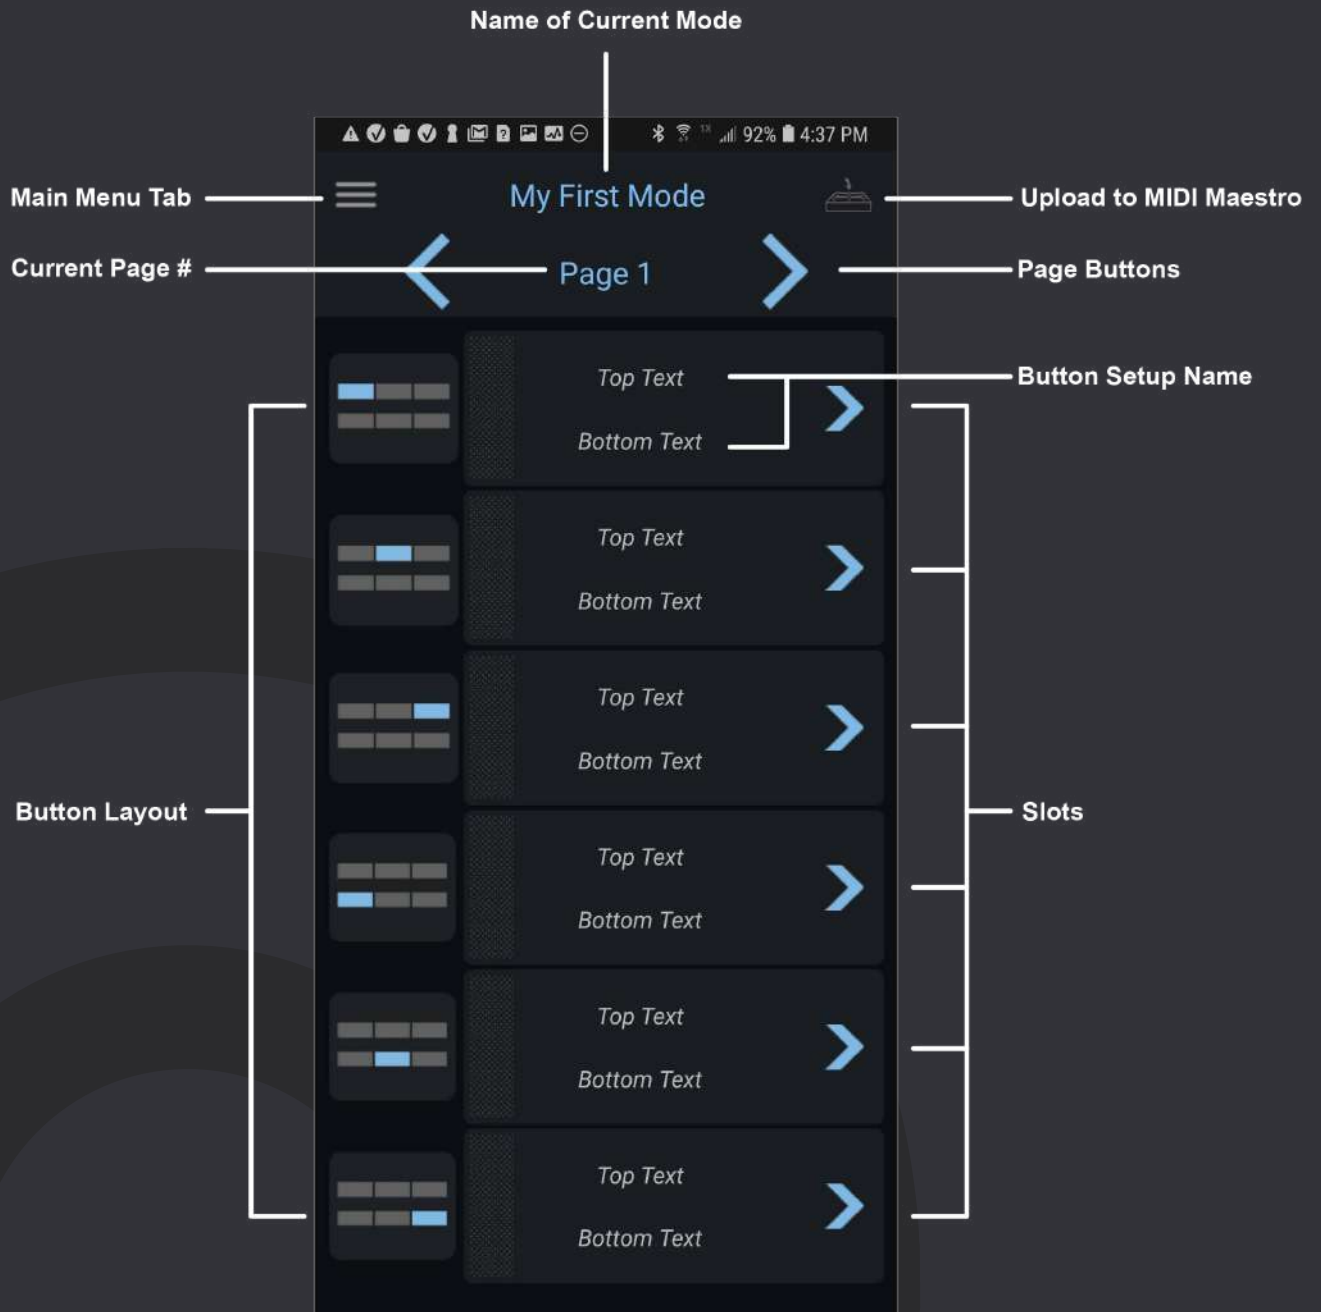 Name of Current Mode
92% 4:37 PM
Main Menu Tab
My First Mode
Upload to MIDI Maestro
Current Page #
Page 1
Page Buttons
Top Text
Button Setup Name
Bottom Text
Top Text
Bottom Text
Top Text
Bottom Text
Button Layout
Slots
Top Text
Bottom Text
Top Text
Bottom Text
Top Text
Bottom Text